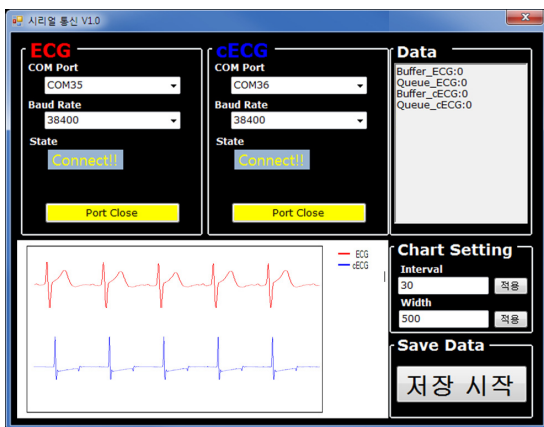 시리얼 통신 V1.0
ECG
COM Port
COM35
Baud Rate
38400
State
Connect!!
Port Close
cECG
COM Port
COM36
Baud Rate
38400
State
Connect!!
Port Close
Data
Buffer_ECG:0
Queue_ECG:0
Buffer_cECG:0
Queue_cECG:0
ECG
cECG
Chart Setting
Interval
30 적용
Width
500 적용
Save Data
저장 시작